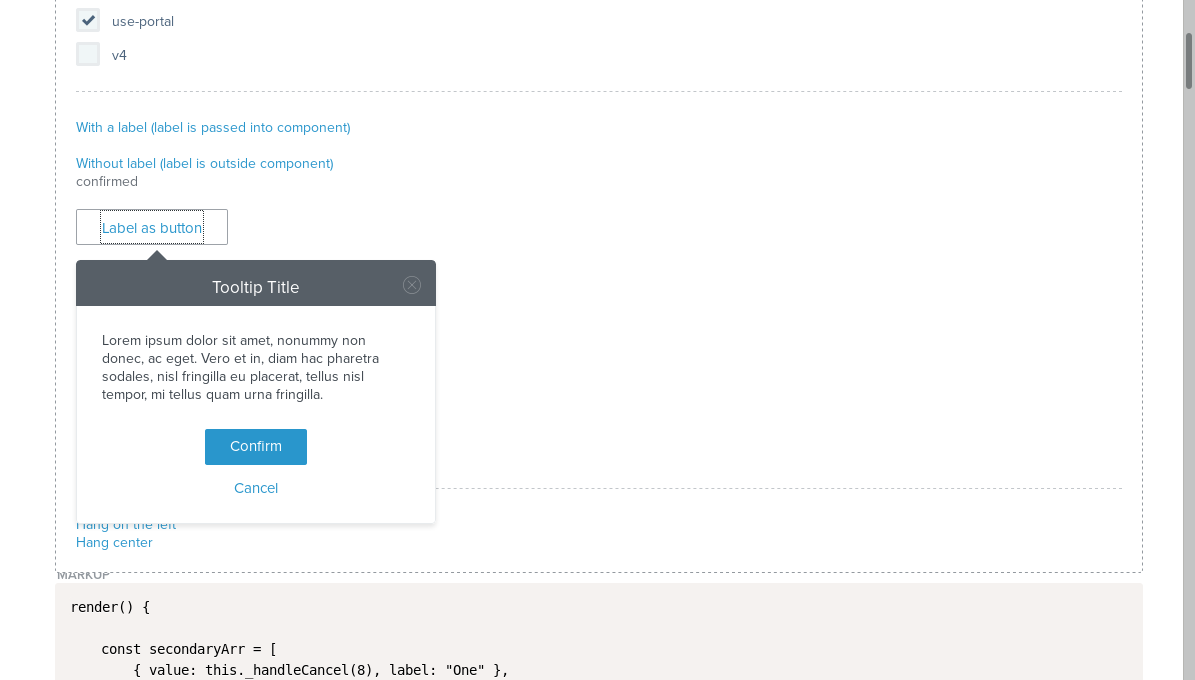 use-portal
v4
With a label (label is passed into component)
Without label (label is outside component)
confirmed
Label as button
Tooltip Title
Lorem ipsum dolor sit amet, nonummy non
donec, ac eget. Vero et in, diam hac pharetra
sodales, nisl fringilla eu placerat, tellus nisl
tempor, mi tellus quam urna fringilla.
Confirm
Cancel
Hang on the left
Hang center
MARKUP
render() {
const secondaryArr = [
{ value: this._handleCancel(8), label: "One" },